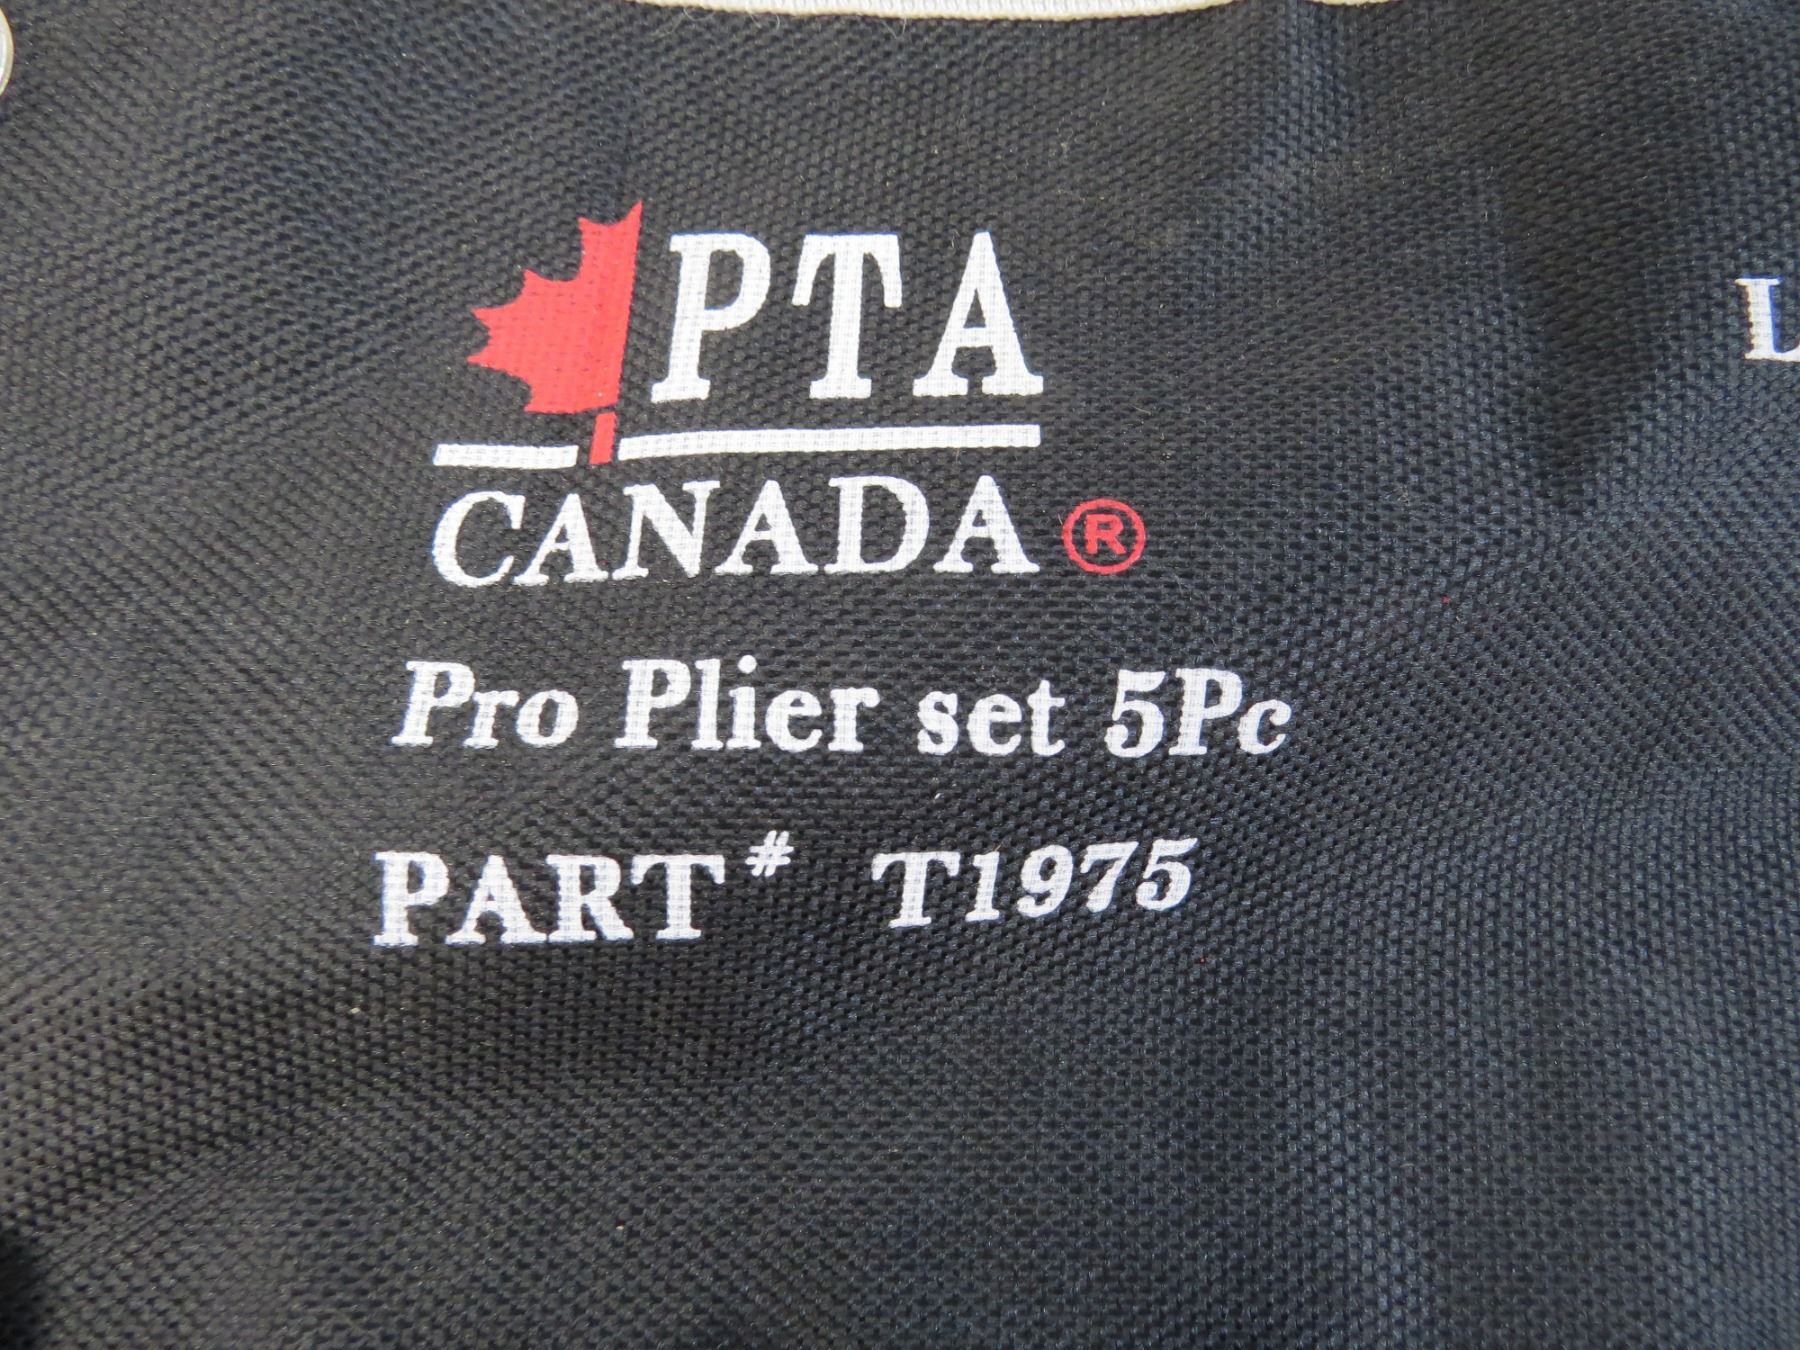 PTA
CANADA ®
Pro Plier set 5Pc
PART # T1975
L